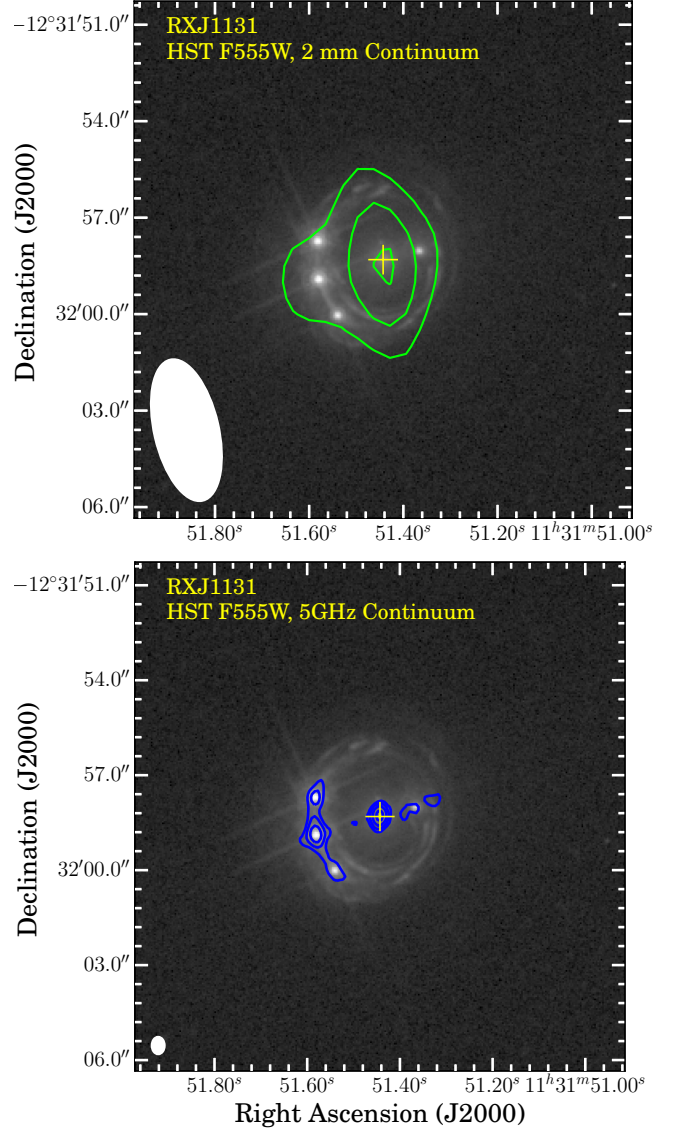 RXJ1131
HST F555W, 2 mm Continuum
−12°31′51.0″
54.0″
57.0″
32′00.0″
03.0″
06.0″
Declination (J2000)
51.80ˢ 51.60ˢ 51.40ˢ 51.20ˢ 11ʰ31ᵐ51.00ˢ
RXJ1131
HST F555W, 5GHz Continuum
−12°31′51.0″
54.0″
57.0″
32′00.0″
03.0″
06.0″
Declination (J2000)
51.80ˢ 51.60ˢ 51.40ˢ 51.20ˢ 11ʰ31ᵐ51.00ˢ
Right Ascension (J2000)